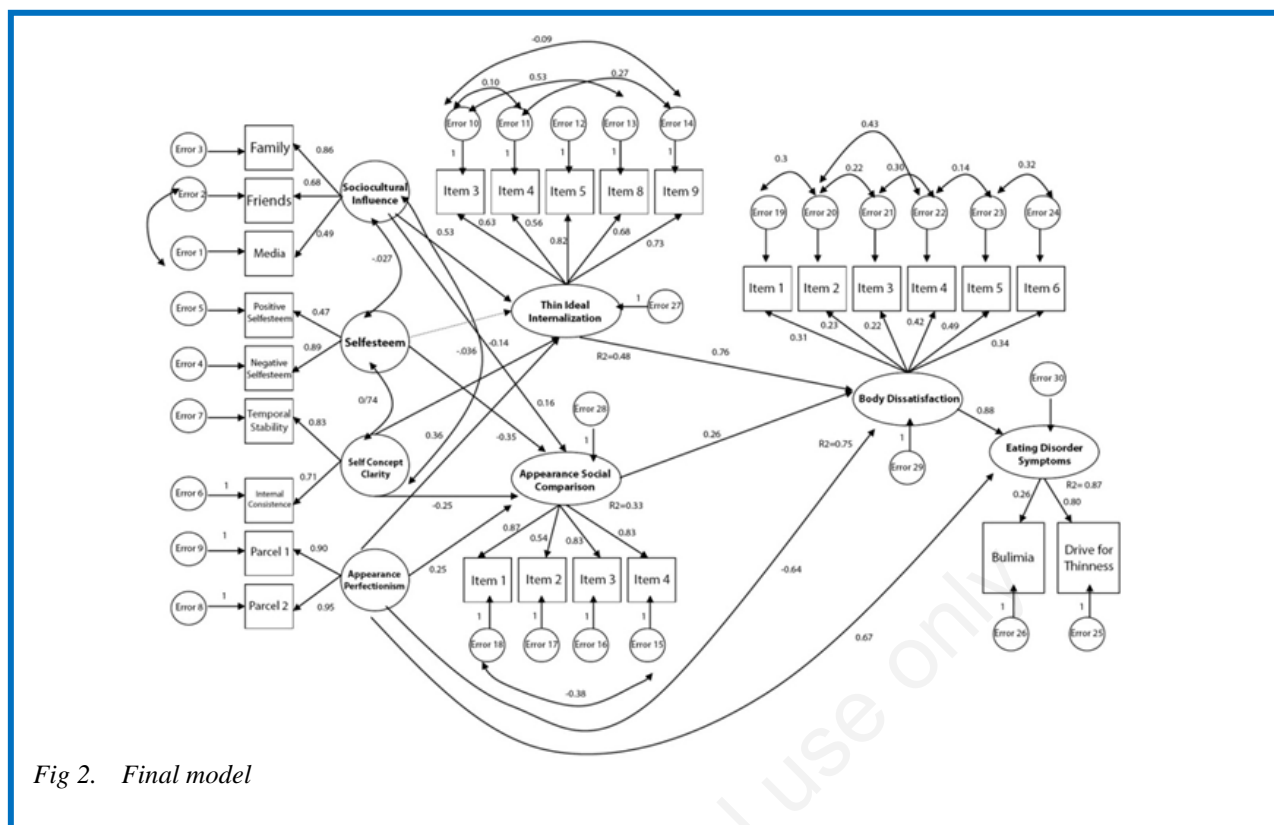 -0.09
0.53
0.10
0.27
Error 10
Error 11
Error 12
Error 13
Error 14
1
1
1
1
1
Item 3
Item 4
Item 5
Item 8
Item 9
0.63
0.56
0.82
0.68
0.73
Error 3
Family
0.86
Error 2
Friends
0.68
Sociocultural
Influence
Error 1
Media
0.49
0.53
-.027
Error 5
Positive
Selfesteem
0.47
Selfesteem
Error 4
Negative
Selfesteem
0.89
Thin Ideal
Internalization
1
Error 27
-.036
-0.14
R2=0.48
0.76
0/74
0.16
Error 7
Temporal
Stability
0.83
0.36
-0.35
Error 28
1
Self Concept
Clarity
Error 6
1
Internal
Consistence
0.71
-0.25
Appearance Social
Comparison
0.26
R2=0.33
Error 9
1
Parcel 1
0.90
Appearance
Perfectionism
0.25
Error 8
1
Parcel 2
0.95
0.87
0.54
0.83
0.83
Item 1
Item 2
Item 3
Item 4
1
1
1
1
Error 18
Error 17
Error 16
Error 15
-0.38
0.43
0.3
0.22
0.30
0.14
0.32
Error 19
Error 20
Error 21
Error 22
Error 23
Error 24
Item 1
Item 2
Item 3
Item 4
Item 5
Item 6
0.31
0.23
0.22
0.42
0.49
0.34
Body Dissatisfaction
R2=0.75
1
Error 29
0.88
Error 30
Eating Disorder
Symptoms
R2= 0.87
0.26
0.80
Bulimia
Drive for
Thinness
1
1
Error 26
Error 25
-0.64
0.67
l use only
Fig 2. Final model